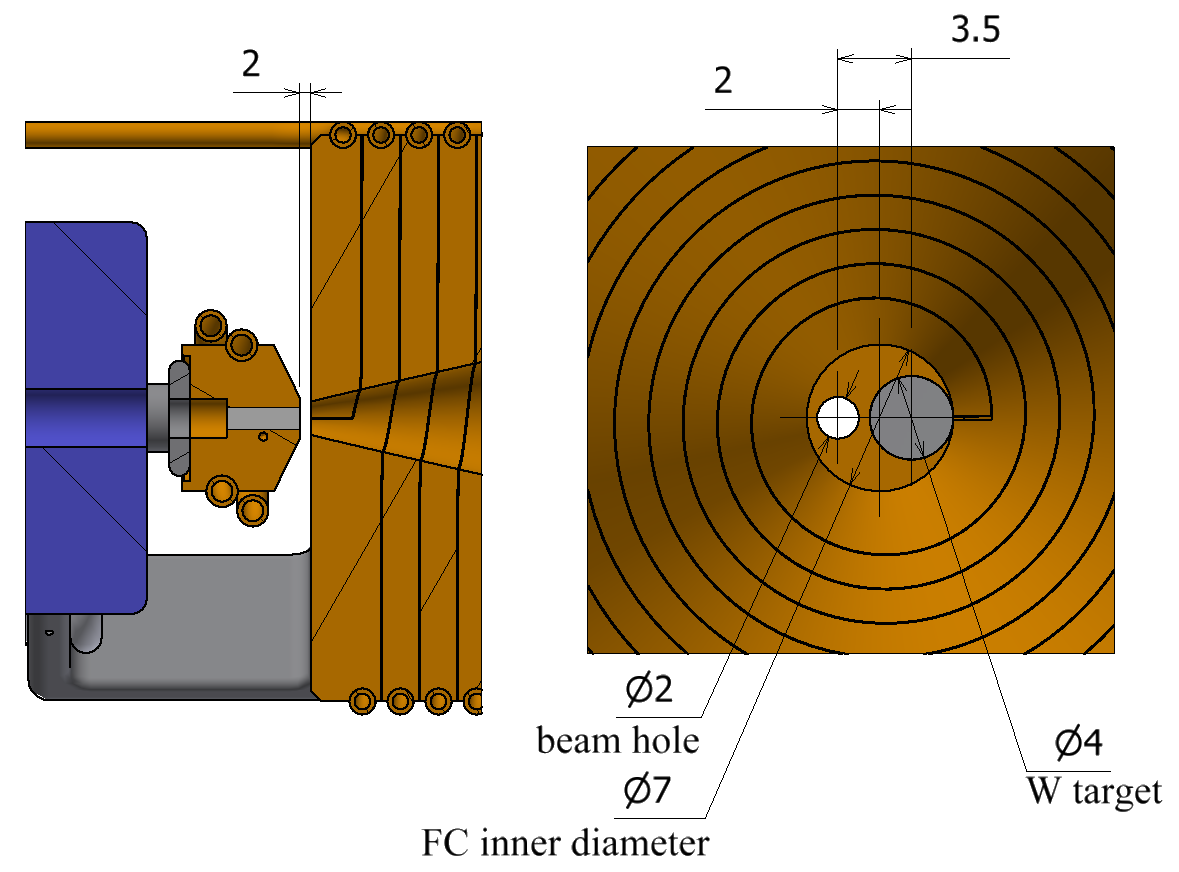 3.5
2
2
Ø2
beam hole
Ø4
W target
Ø7
FC inner diameter